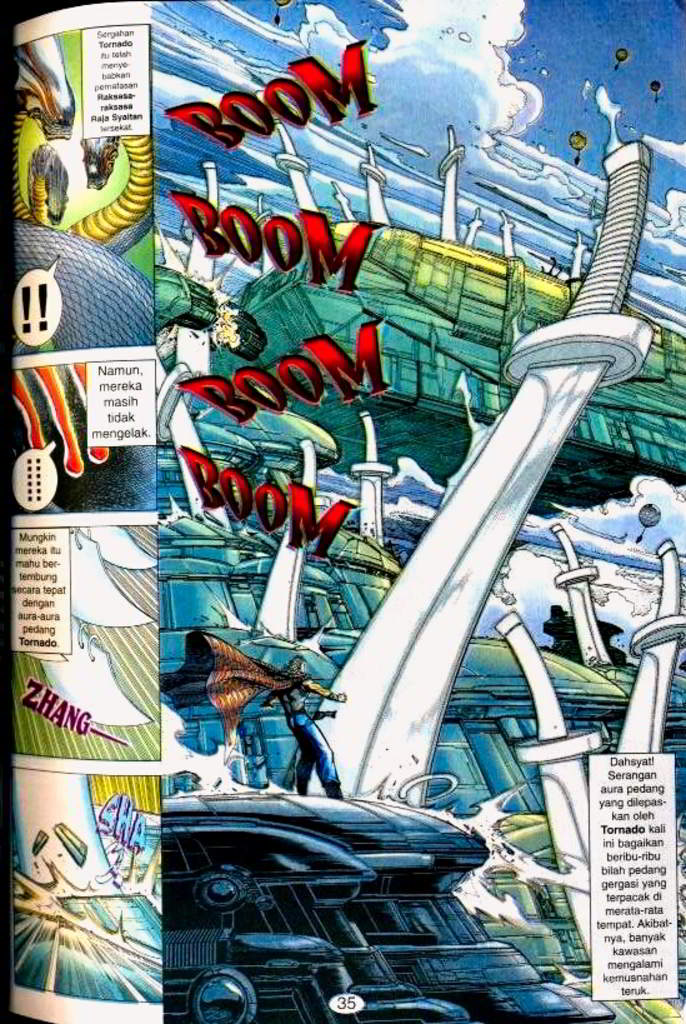 Sergahan
Tornado
itu telah
menye-
babkan
pernafasan
Raksasa-
raksasa
Raja Syaitan
tersekat.
!!
Namun,
mereka
masih
tidak
mengelak.
Mungkin
mereka itu
mahu ber-
tembung
secara tepat
dengan
aura-aura
pedang
Tornado.
ZHANG—
SHA
BOOM
BOOM
BOOM
BOOM
Dahsyat!
Serangan
aura pedang
yang dilepas-
kan oleh
Tornado kali
ini bagaikan
beribu-ribu
bilah pedang
gergasi yang
terpacak di
merata-rata
tempat. Akibat-
nya, banyak
kawasan
mengalami
kemusnahan
teruk.
35